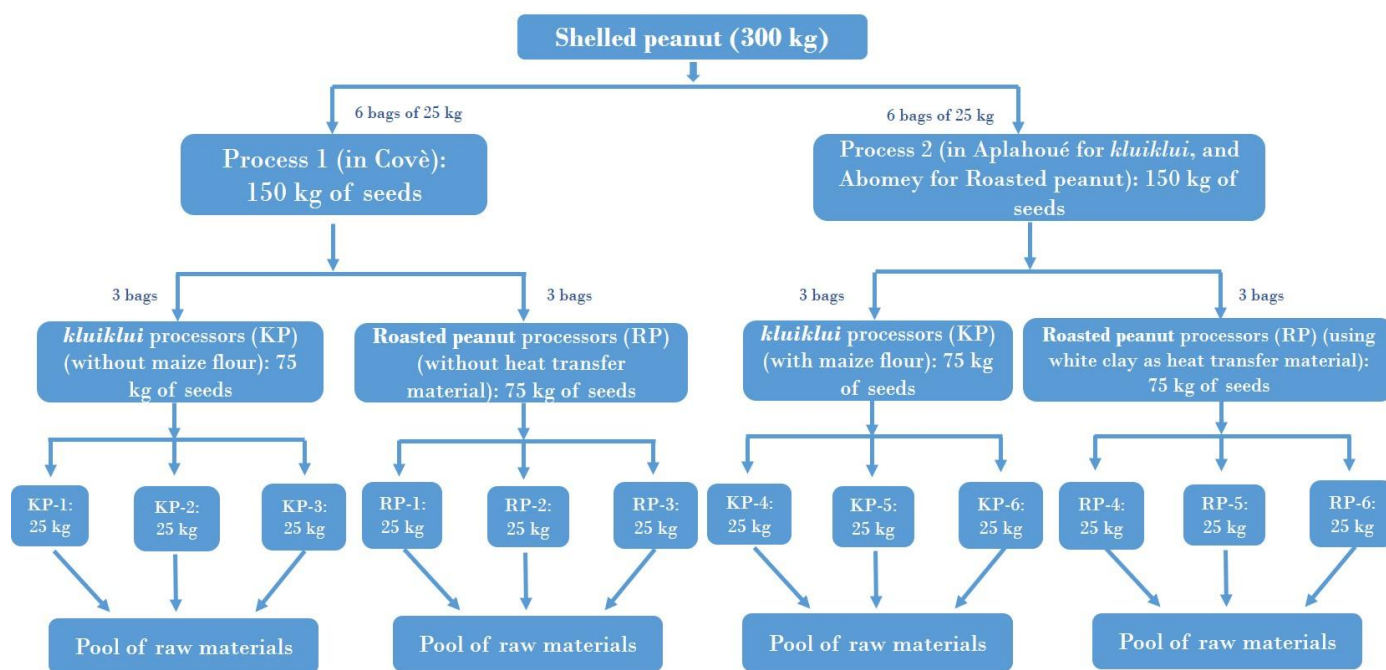 Shelled peanut (300 kg)
6 bags of 25 kg
6 bags of 25 kg
Process 1 (in Covè):
150 kg of seeds
Process 2 (in Aplahoué for kluiklui, and
Abomey for Roasted peanut): 150 kg of
seeds
3 bags
3 bags
3 bags
3 bags
kluiklui processors (KP)
(without maize flour): 75
kg of seeds
Roasted peanut processors (RP)
(without heat transfer
material): 75 kg of seeds
kluiklui processors (KP)
(with maize flour): 75 kg
of seeds
Roasted peanut processors (RP) (using
white clay as heat transfer material):
75 kg of seeds
KP-1:
25 kg
KP-2:
25 kg
KP-3:
25 kg
RP-1:
25 kg
RP-2:
25 kg
RP-3:
25 kg
KP-4:
25 kg
KP-5:
25 kg
KP-6:
25 kg
RP-4:
25 kg
RP-5:
25 kg
RP-6:
25 kg
Pool of raw materials
Pool of raw materials
Pool of raw materials
Pool of raw materials